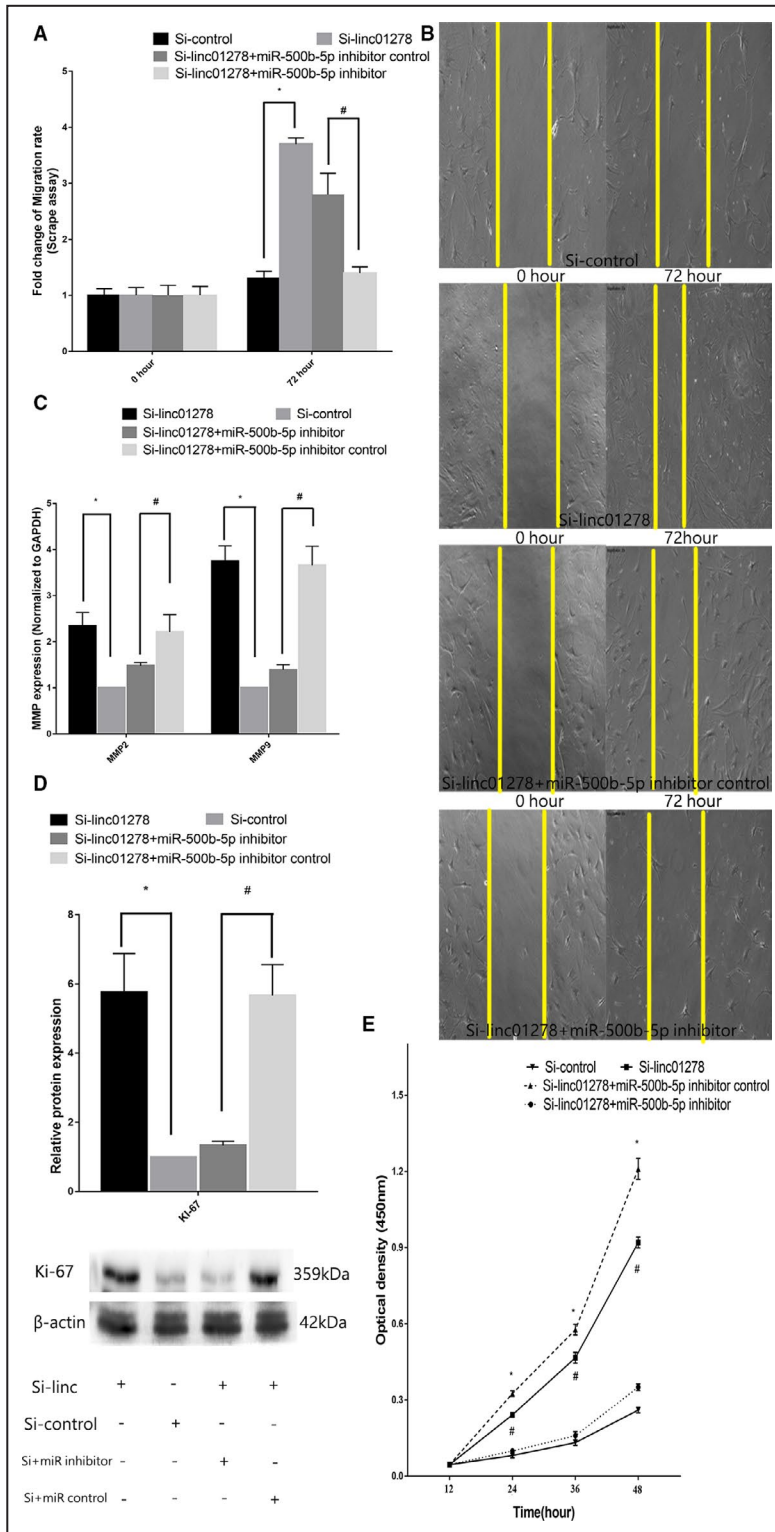 A
Si-control Si-linc01278
Si-linc01278+miR-500b-5p inhibitor control
Si-linc01278+miR-500b-5p inhibitor
Fold change of Migration rate
(Scrape assay)
5
4
3
2
1
0
* #
0 hour 72 hour
B
Si-control
0 hour 72 hour
Si-linc01278
0 hour 72hour
Si-linc01278+miR-500b-5p inhibitor control
0 hour 72 hour
Si-linc01278+miR-500b-5p inhibitor
C
Si-linc01278 Si-control
Si-linc01278+miR-500b-5p inhibitor
Si-linc01278+miR-500b-5p inhibitor control
MMP expression (Normalized to GAPDH)
5
4
3
2
1
0
* # * #
MMP2 MMP9
D
Si-linc01278 Si-control
Si-linc01278+miR-500b-5p inhibitor
Si-linc01278+miR-500b-5p inhibitor control
Relative protein expression
8
6
4
2
0
* #
KI-67
Ki-67 359kDa
β-actin 42kDa
Si-linc + - + +
Si-control - + - -
Si+miR inhibitor - - + -
Si+miR control - - - +
E
Si-control Si-linc01278
Si-linc01278+miR-500b-5p inhibitor control
Si-linc01278+miR-500b-5p inhibitor
Optical density (450nm)
1.5
1.2
0.9
0.6
0.3
0.0
* * *
# # #
12 24 36 48
Time(hour)